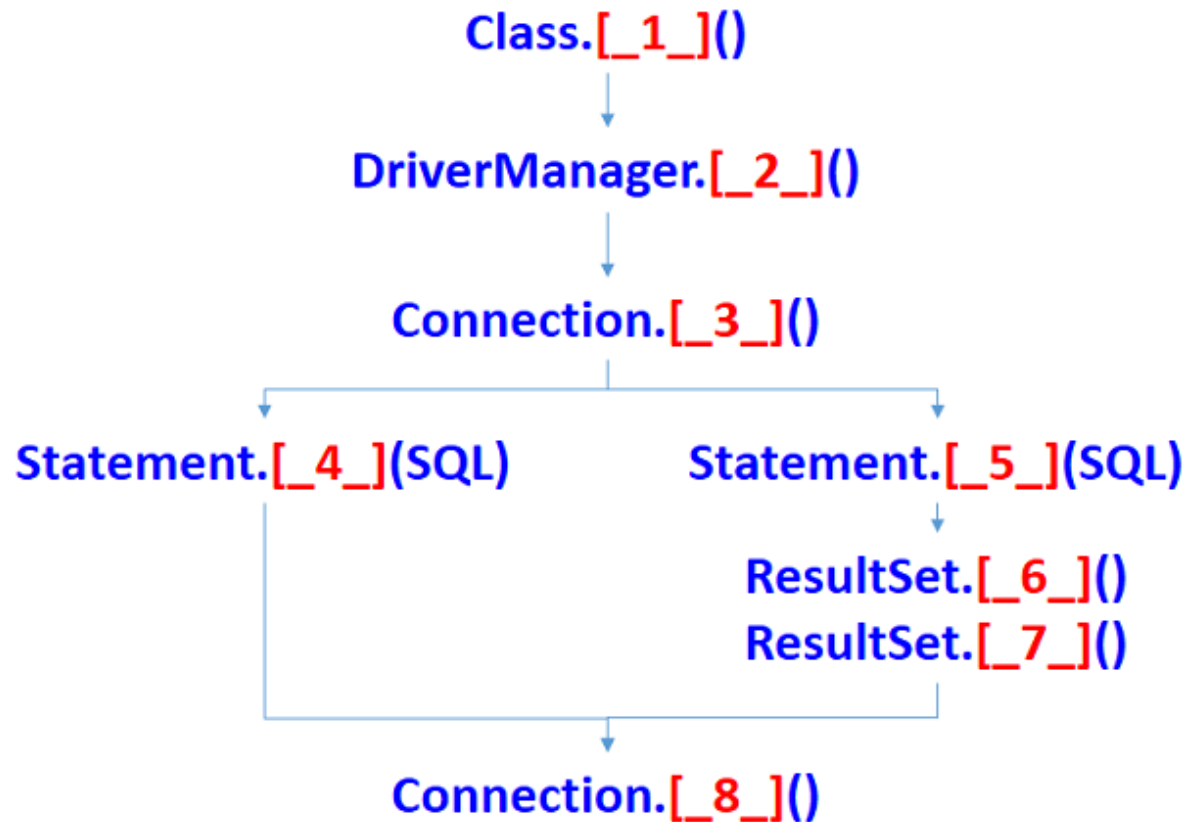 Class.[_1_]()
DriverManager.[_2_]()
Connection.[_3_]()
Statement.[_4_](SQL)
Statement.[_5_](SQL)
ResultSet.[_6_]()
ResultSet.[_7_]()
Connection.[_8_]()